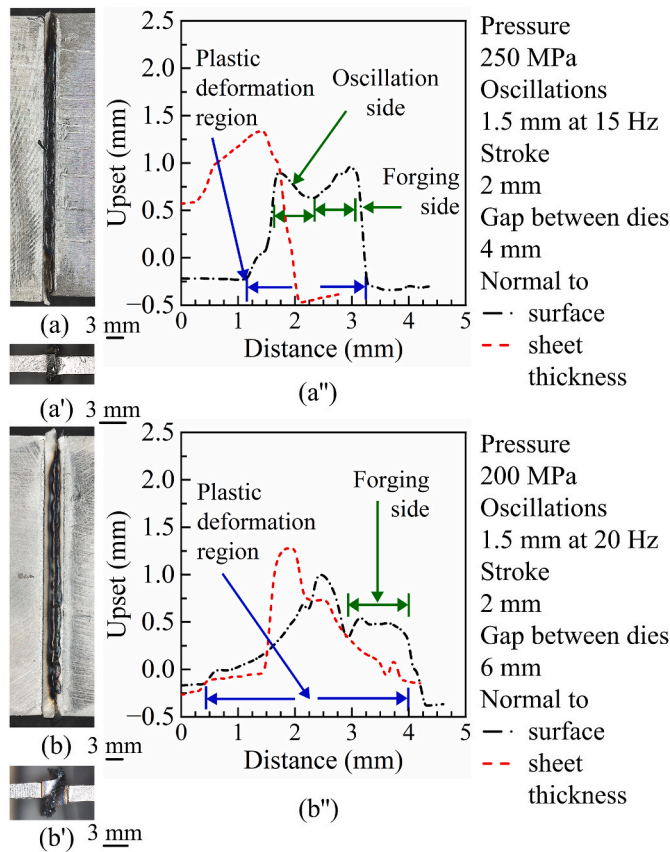 2.5
2.0
1.5
1.0
0.5
0.0
−0.5
Upset (mm)
Plastic
deformation
region
Oscillation
side
Forging
side
0
1
2
3
4
5
Distance (mm)
(a) 3 mm
(a') 3 mm
(a'')
Pressure
250 MPa
Oscillations
1.5 mm at 15 Hz
Stroke
2 mm
Gap between dies
4 mm
Normal to
surface
sheet
thickness
2.5
2.0
1.5
1.0
0.5
0.0
−0.5
Upset (mm)
Plastic
deformation
region
Forging
side
0
1
2
3
4
5
Distance (mm)
(b) 3 mm
(b') 3 mm
(b'')
Pressure
200 MPa
Oscillations
1.5 mm at 20 Hz
Stroke
2 mm
Gap between dies
6 mm
Normal to
surface
sheet
thickness